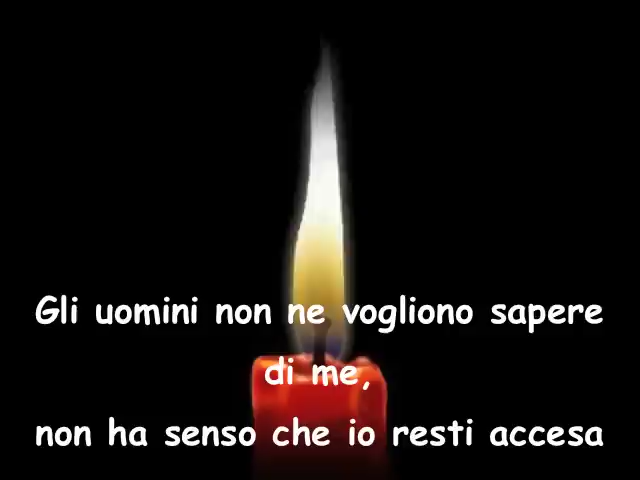 Gli uomini non ne vogliono sapere
di me,
non ha senso che io resti accesa